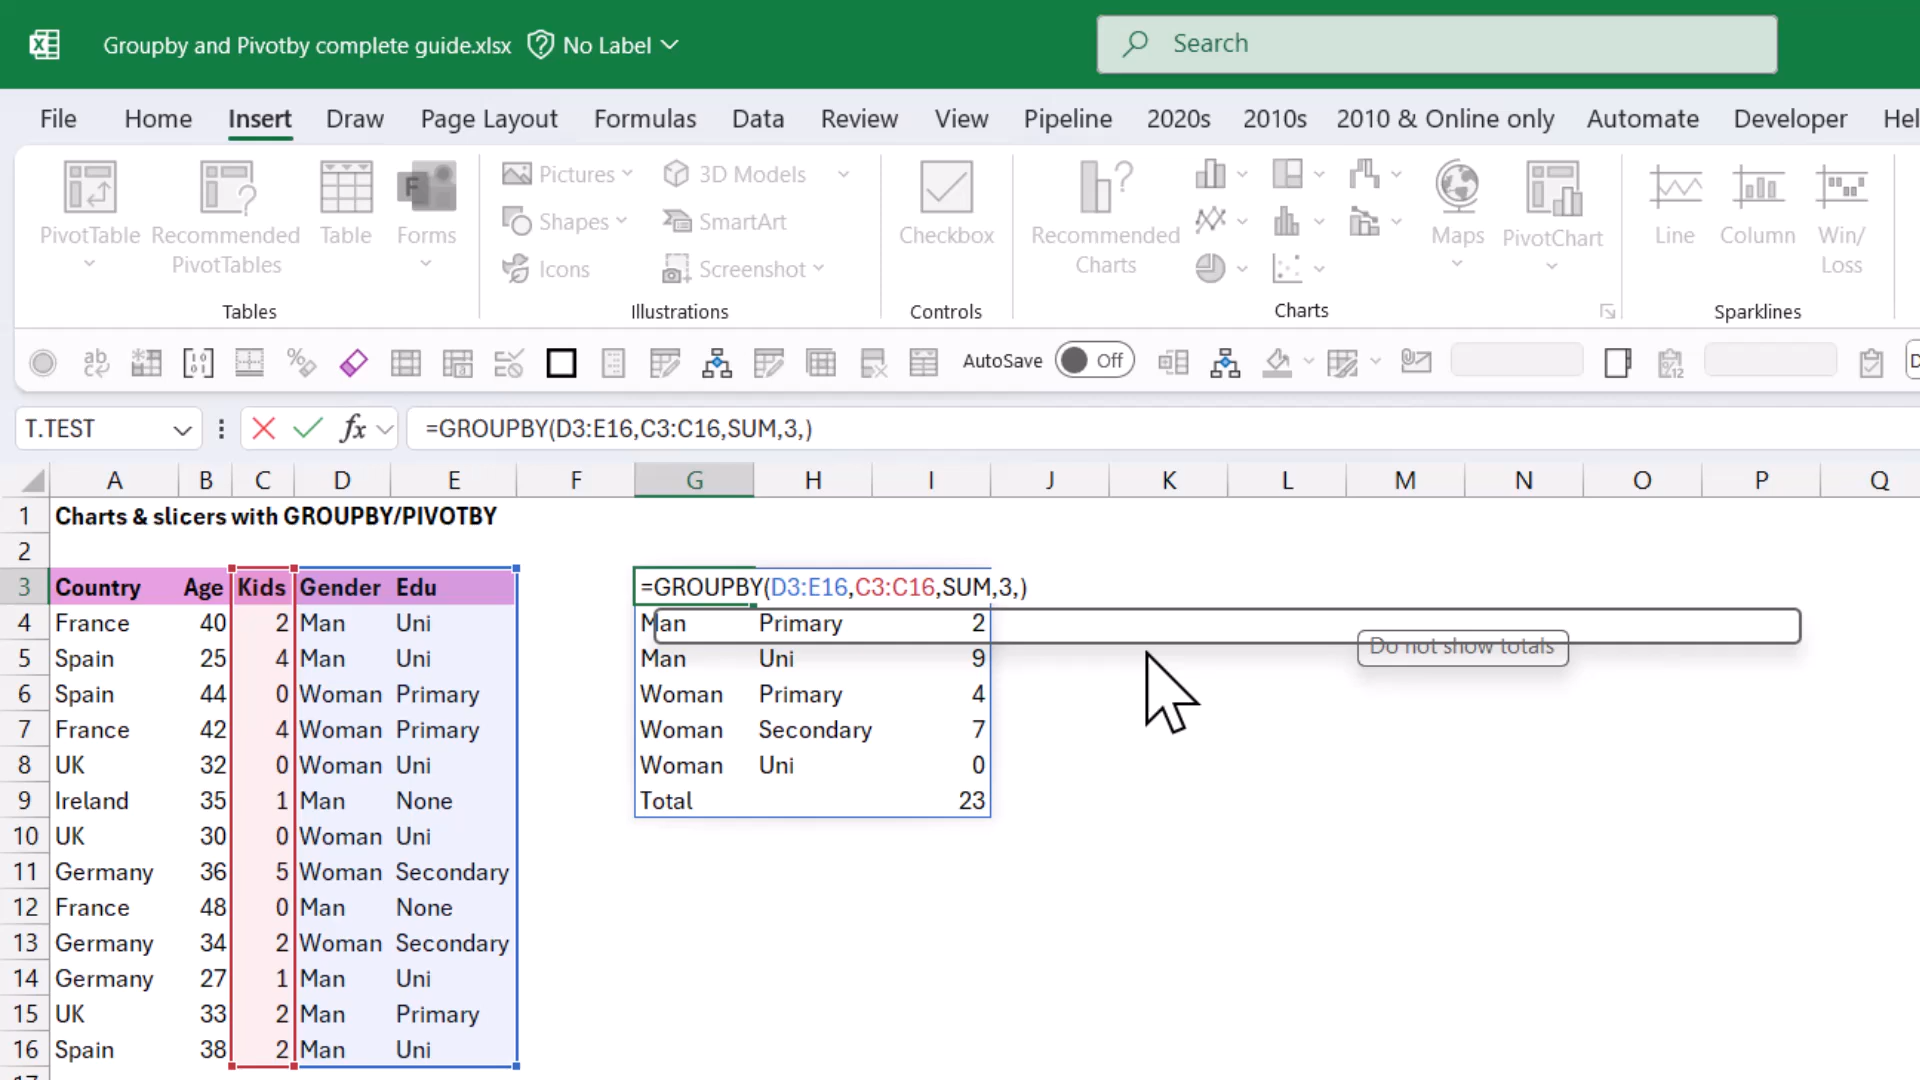 Groupby and Pivotby complete guide.xlsx No Label Search
File Home Insert Draw Page Layout Formulas Data Review View Pipeline 2020s 2010s 2010 & Online only Automate Developer Hel
PivotTable Recommended PivotTables Table Forms
Tables
Pictures 3D Models
Shapes SmartArt
Icons Screenshot
Illustrations
Checkbox
Controls
Recommended Charts Maps PivotChart
Charts
Line Column Win/ Loss
Sparklines
AutoSave Off
T.TEST fx =GROUPBY(D3:E16,C3:C16,SUM,3,)
A B C D E F G H I J K L M N O P Q
1 Charts & slicers with GROUPBY/PIVOTBY
2
3 Country Age Kids Gender Edu =GROUPBY(D3:E16,C3:C16,SUM,3,)
4 France 40 2 Man Uni Man Primary 2
Do not show totals
5 Spain 25 4 Man Uni Man Uni 9
6 Spain 44 0 Woman Primary Woman Primary 4
7 France 42 4 Woman Primary Woman Secondary 7
8 UK 32 0 Woman Uni Woman Uni 0
9 Ireland 35 1 Man None Total 23
10 UK 30 0 Woman Uni
11 Germany 36 5 Woman Secondary
12 France 48 0 Man None
13 Germany 34 2 Woman Secondary
14 Germany 27 1 Man Uni
15 UK 33 2 Man Primary
16 Spain 38 2 Man Uni